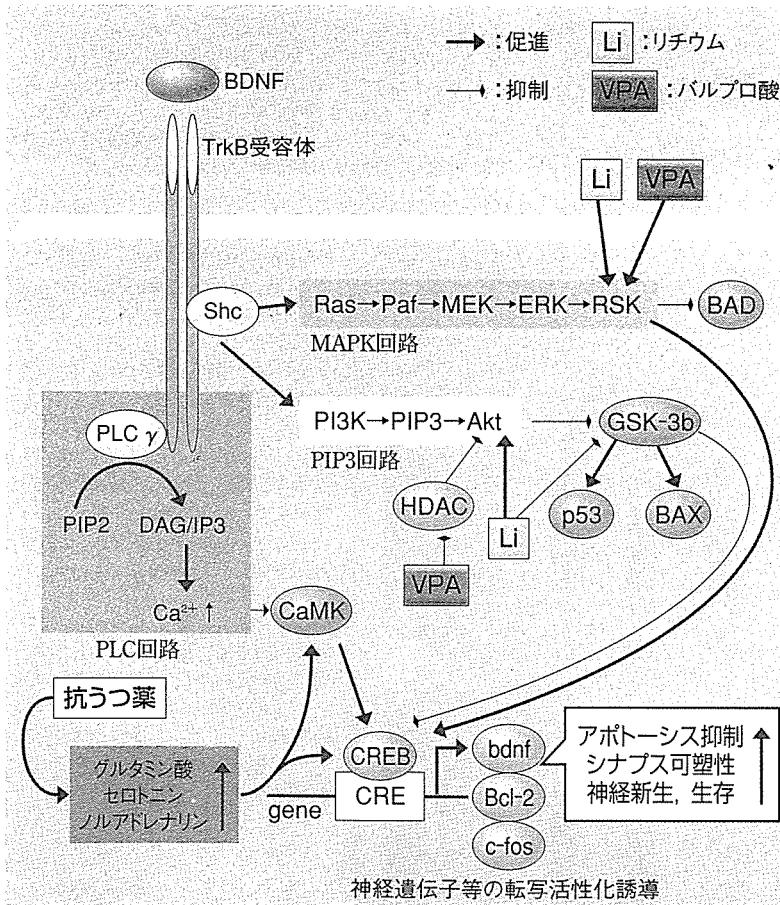 :促進
Li
:リチウム
:抑制
VPA
:バルプロ酸
BDNF
TrkB受容体
Li
VPA
Shc
Ras→Paf→MEK→ERK→RSK
BAD
MAPK回路
PI3K→PIP3→Akt
GSK-3b
PIP3回路
PLC γ
HDAC
p53
BAX
PIP2
DAG/IP3
Li
VPA
Ca²⁺ ↑
CaMK
PLC回路
抗うつ薬
グルタミン酸
セロトニン
ノルアドレナリン
gene
CREB
CRE
bdnf
Bcl-2
c-fos
アポトーシス抑制
シナプス可塑性
神経新生, 生存
神経遺伝子等の転写活性化誘導